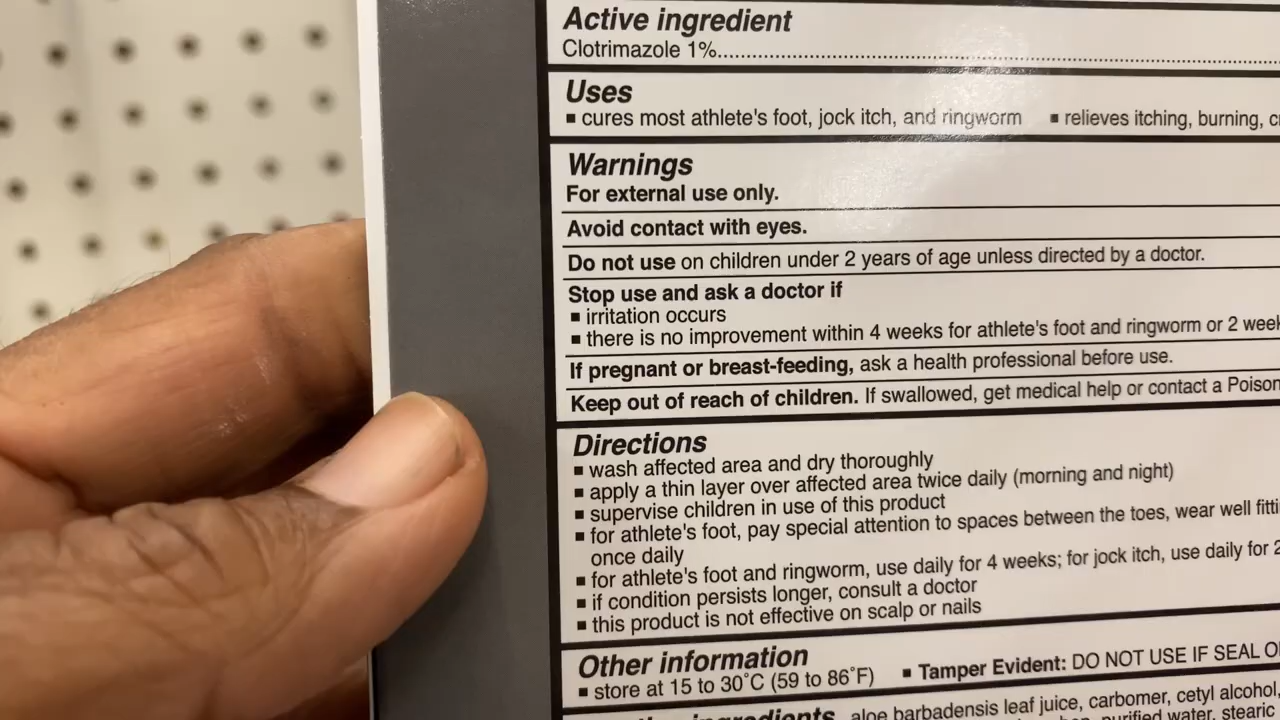 Active ingredient
Clotrimazole 1%..........................................................................
Uses
▪ cures most athlete's foot, jock itch, and ringworm ▪ relieves itching, burning,
Warnings
For external use only.
Avoid contact with eyes.
Do not use on children under 2 years of age unless directed by a doctor.
Stop use and ask a doctor if
▪ irritation occurs
▪ there is no improvement within 4 weeks for athlete's foot and ringworm or 2
If pregnant or breast-feeding, ask a health professional before use.
Keep out of reach of children. If swallowed, get medical help or contact a Poison
Directions
▪ wash affected area and dry thoroughly
▪ apply a thin layer over affected area twice daily (morning and night)
▪ supervise children in use of this product
▪ for athlete's foot, pay special attention to spaces between the toes, wear well
once daily
▪ for athlete's foot and ringworm, use daily for 4 weeks; for jock itch, use daily for 2
▪ if condition persists longer, consult a doctor
▪ this product is not effective on scalp or nails
Other information
▪ store at 15 to 30˚C (59 to 86˚F) ▪ Tamper Evident: DO NOT USE IF SEAL
ingredients aloe barbadensis leaf juice, carbomer, cetyl alcohol,
purified water, stearic